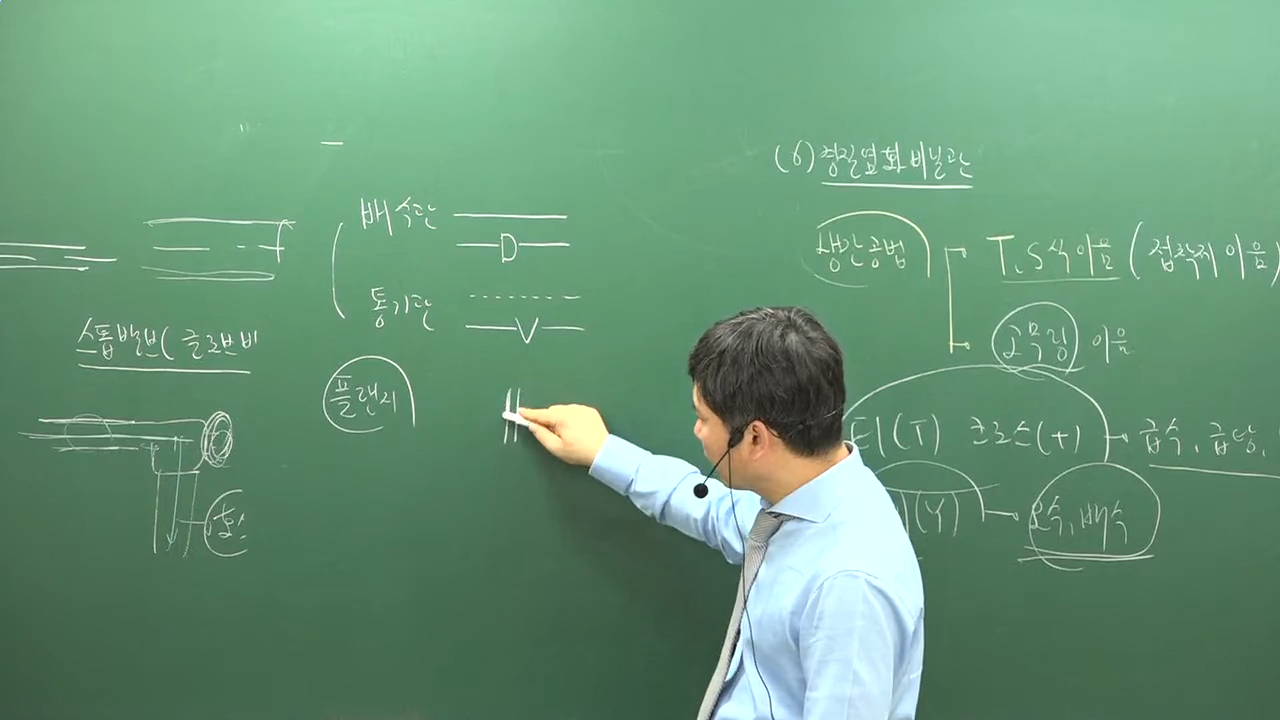 배수관
D
통기관
V
스톱밸브(글로브밸
플랜지
(6) 경질염화비닐관
냉간공법
T.S식 이음 (접착제 이음)
고무링 이음
티(T) 크로스(+) 급수, 급탕,
(Y) 오수, 배수